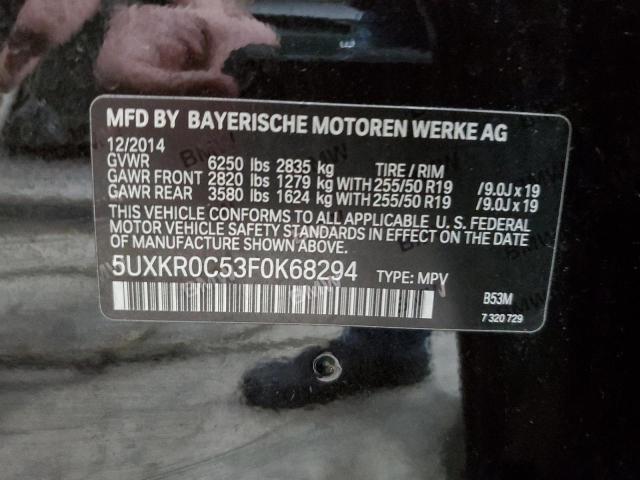 MFD BY BAYERISCHE MOTOREN WERKE AG
12/2014
GVWR 6250 lbs 2835 kg TIRE / RIM
GAWR FRONT 2820 lbs 1279 kg WITH 255/50 R19 /9.0J x 19
GAWR REAR 3580 lbs 1624 kg WITH 255/50 R19 /9.0J x 19
THIS VEHICLE CONFORMS TO ALL APPLICABLE U. S. FEDERAL
MOTOR VEHICLE SAFETY STANDARDS IN EFFECT ON THE DATE
OF MANUFACTURE SHOWN ABOVE.
5UXKR0C53F0K68294 TYPE: MPV
B53M
7 320 729